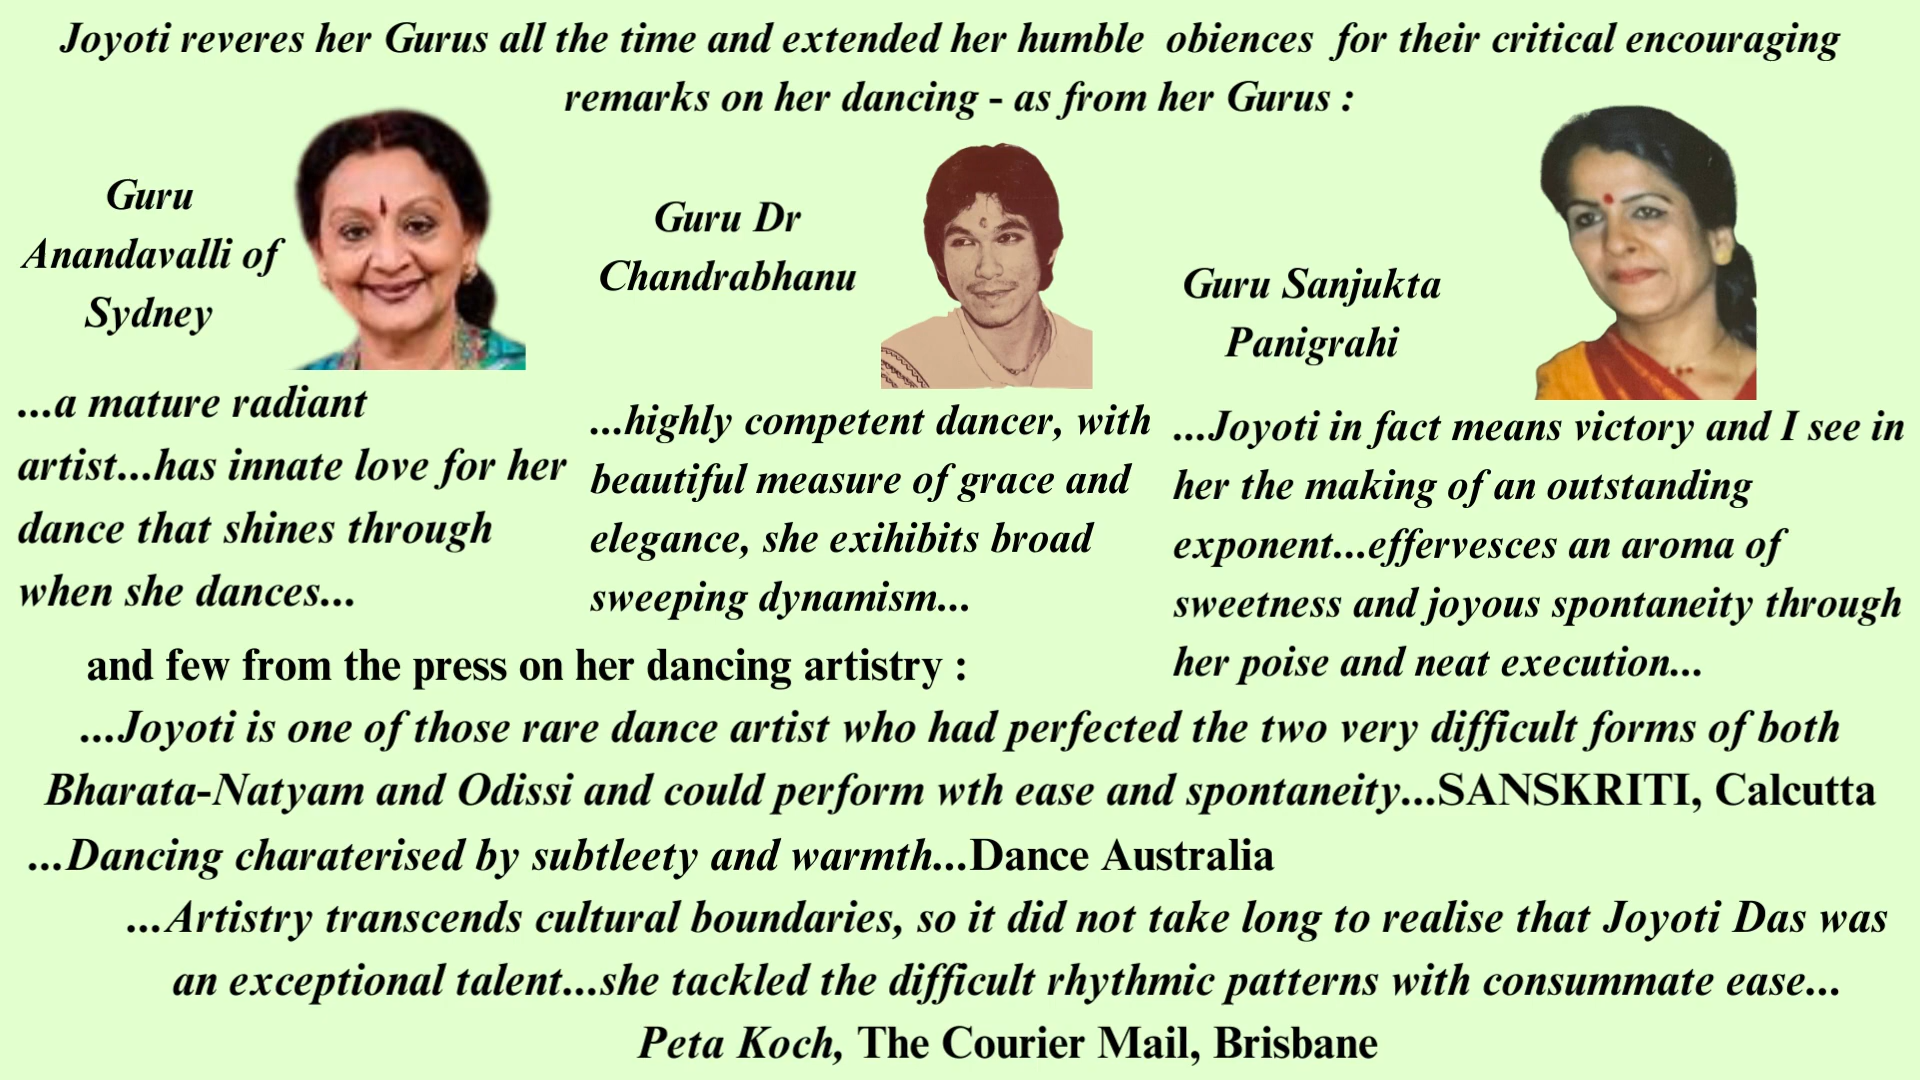 Joyoti reveres her Gurus all the time and extended her humble obiences for their critical encouraging
remarks on her dancing - as from her Gurus :
Guru
Anandavalli of
Sydney
...a mature radiant
artist...has innate love for her
dance that shines through
when she dances...
Guru Dr
Chandrabhanu
...highly competent dancer, with
beautiful measure of grace and
elegance, she exihibits broad
sweeping dynamism...
Guru Sanjukta
Panigrahi
...Joyoti in fact means victory and I see in
her the making of an outstanding
exponent...effervesces an aroma of
sweetness and joyous spontaneity through
her poise and neat execution...
and few from the press on her dancing artistry :
...Joyoti is one of those rare dance artist who had perfected the two very difficult forms of both
Bharata-Natyam and Odissi and could perform wth ease and spontaneity...SANSKRITI, Calcutta
...Dancing charaterised by subtleety and warmth...Dance Australia
...Artistry transcends cultural boundaries, so it did not take long to realise that Joyoti Das was
an exceptional talent...she tackled the difficult rhythmic patterns with consummate ease...
Peta Koch, The Courier Mail, Brisbane